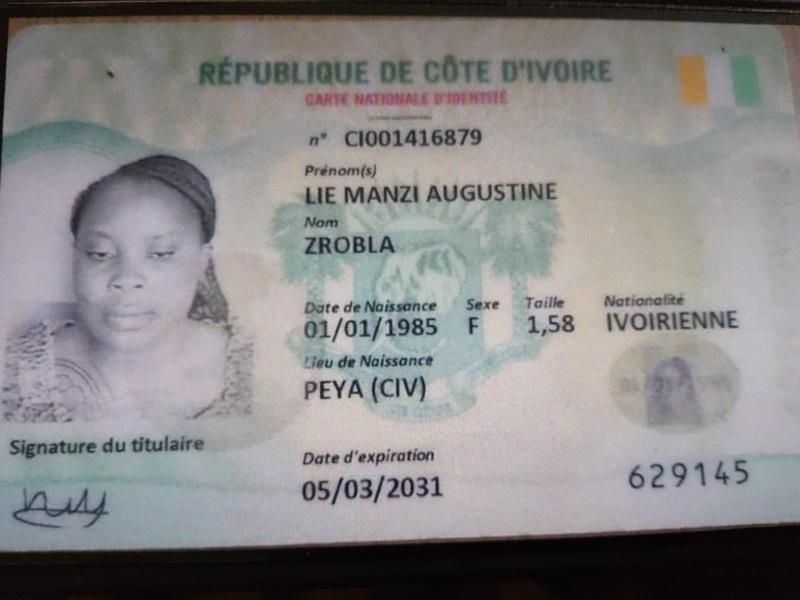 RÉPUBLIQUE DE CÔTE D'IVOIRE
CARTE NATIONALE D'IDENTITÉ
n° CI001416879
Prénom(s)
LIE MANZI AUGUSTINE
Nom
ZROBLA
Date de Naissance Sexe Taille Nationalité
01/01/1985 F 1,58 IVOIRIENNE
Lieu de Naissance
PEYA (CIV)
Signature du titulaire
Date d'expiration
05/03/2031
629145